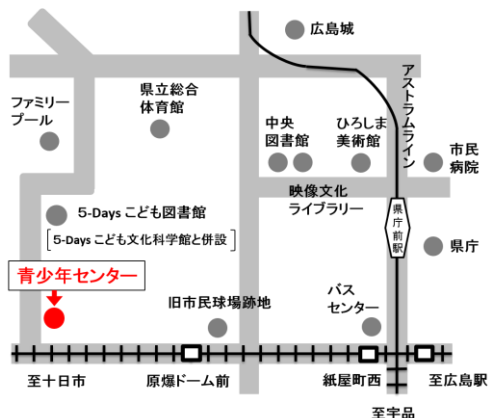 広島城
アストラムライン
ファミリー
プール
県立総合
体育館
中央
図書館
ひろしま
美術館
市民
病院
映像文化
ライブラリー
県庁前駅
5-Days こども図書館
[5-Days こども文化科学館と併設]
県庁
青少年センター
旧市民球場跡地
バス
センター
至十日市
原爆ドーム前
紙屋町西
至広島駅
至宇品